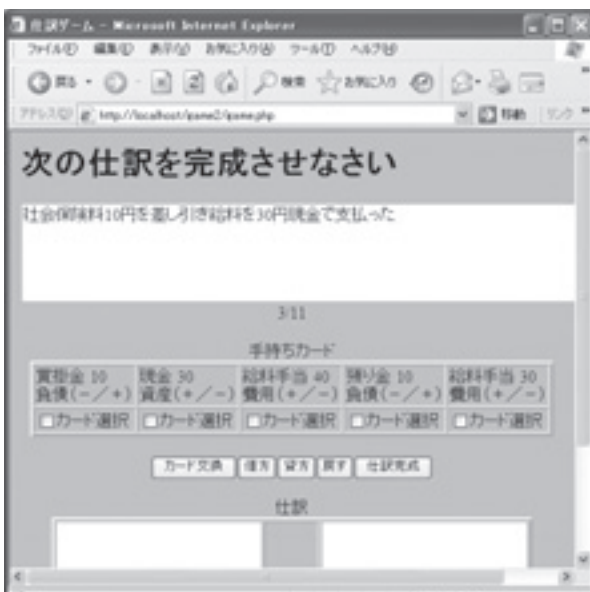 仕訳ゲーム - Microsoft Internet Explorer
ファイル(F) 編集(E) 表示(V) お気に入り(A) ツール(T) ヘルプ(H)
戻る 検索 お気に入り
アドレス(D) http://localhost/game2/game.php 移動 リンク
次の仕訳を完成させなさい
社会保険料10円を差し引き給料を30円現金で支払った
3/11
手持ちカード
買掛金 10 現金 30 給料手当 40 預り金 10 給料手当 30
負債(-/+) 資産(+/-) 費用(+/-) 負債(-/+) 費用(+/-)
カード選択 カード選択 カード選択 カード選択 カード選択
カード交換 借方 貸方 戻す 仕訳完成
仕訳